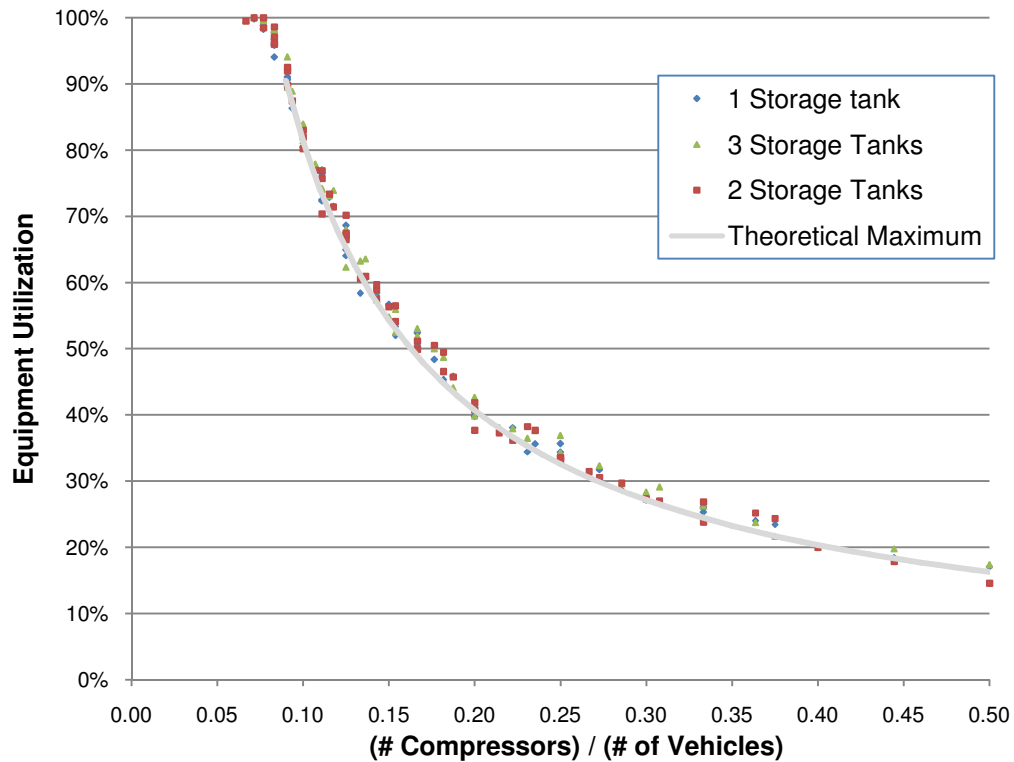 100%
90%
80%
70%
60%
50%
40%
30%
20%
10%
0%
Equipment Utilization
1 Storage tank
3 Storage Tanks
2 Storage Tanks
Theoretical Maximum
0.00 0.05 0.10 0.15 0.20 0.25 0.30 0.35 0.40 0.45 0.50
(# Compressors) / (# of Vehicles)